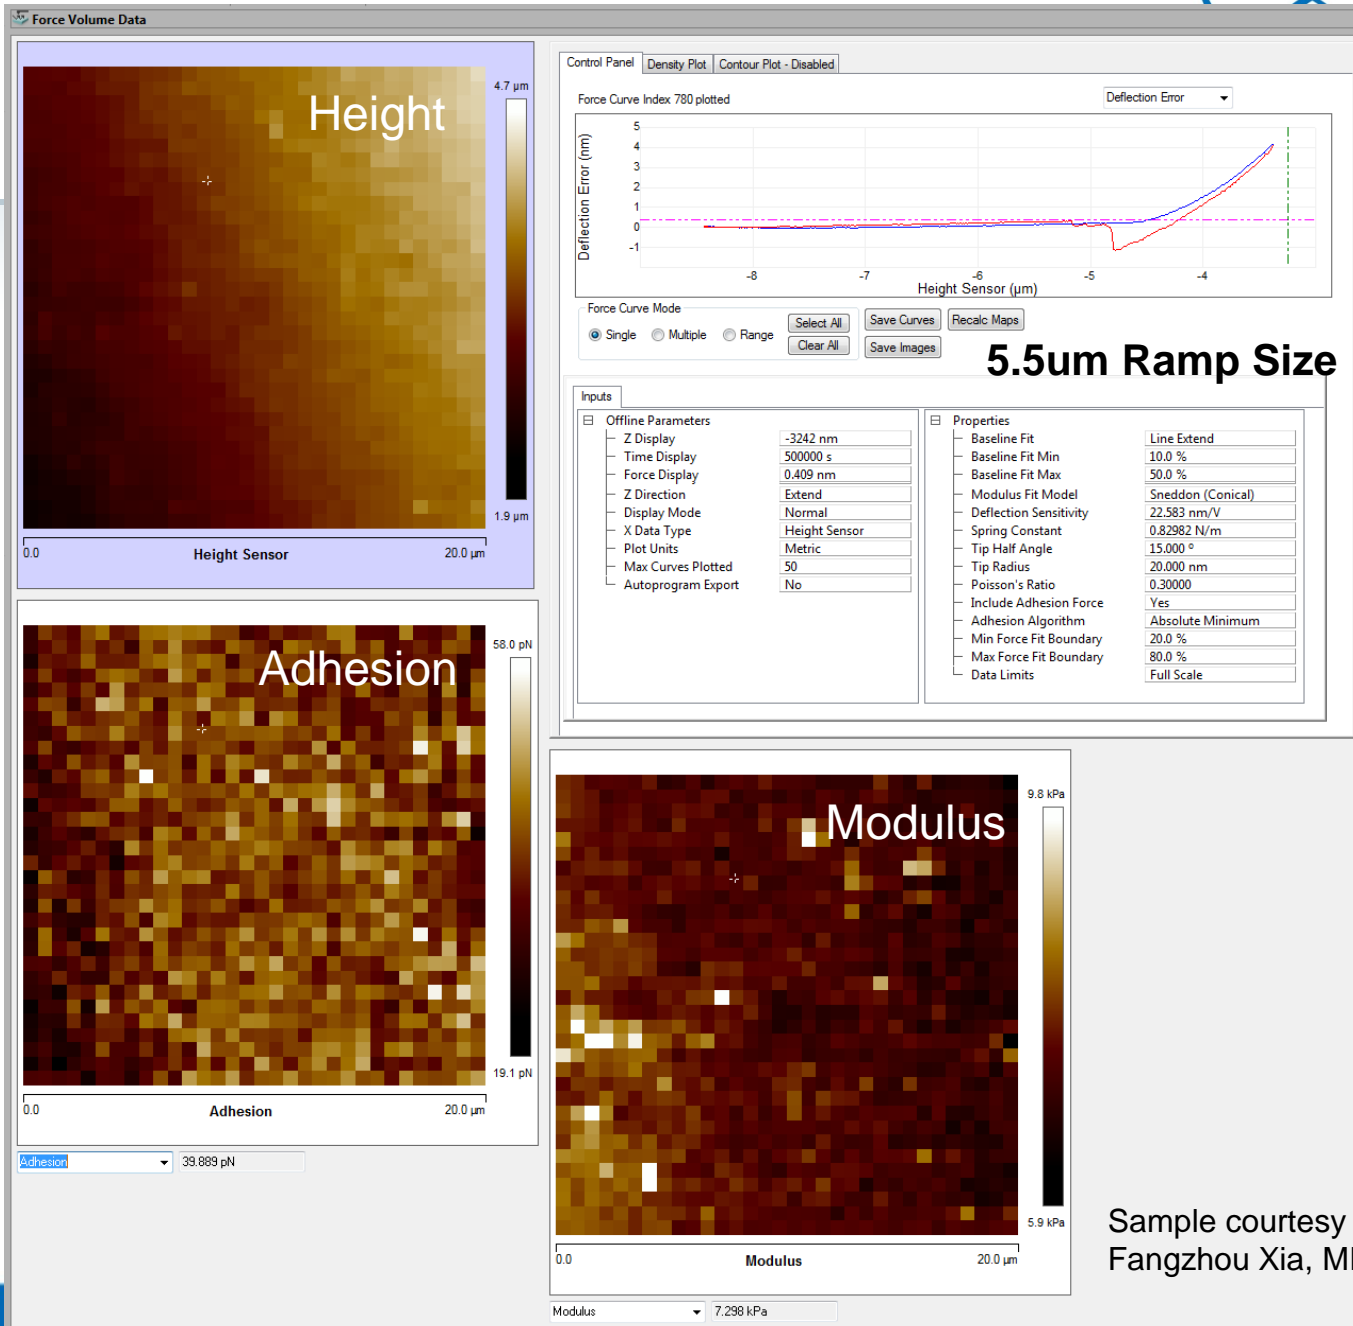 Force Volume Data
Height
4.7 µm
1.9 µm
0.0 Height Sensor 20.0 µm
Control Panel Density Plot Contour Plot - Disabled
Force Curve Index 780 plotted Deflection Error
Deflection Error (nm)
5
4
3
2
1
0
-1
-8 -7 -6 -5 -4
Height Sensor (µm)
Force Curve Mode
Single Multiple Range
Select All
Clear All
Save Curves
Save Images
Recalc Maps
5.5um Ramp Size
Inputs
Offline Parameters
Z Display -3242 nm
Time Display 500000 s
Force Display 0.409 nm
Z Direction Extend
Display Mode Normal
X Data Type Height Sensor
Plot Units Metric
Max Curves Plotted 50
Autoprogram Export No
Properties
Baseline Fit Line Extend
Baseline Fit Min 10.0 %
Baseline Fit Max 50.0 %
Modulus Fit Model Sneddon (Conical)
Deflection Sensitivity 22.583 nm/V
Spring Constant 0.82982 N/m
Tip Half Angle 15.000 º
Tip Radius 20.000 nm
Poisson's Ratio 0.30000
Include Adhesion Force Yes
Adhesion Algorithm Absolute Minimum
Min Force Fit Boundary 20.0 %
Max Force Fit Boundary 80.0 %
Data Limits Full Scale
Adhesion
58.0 pN
19.1 pN
0.0 Adhesion 20.0 µm
Adhesion 39.889 pN
Modulus
9.8 kPa
5.9 kPa
0.0 Modulus 20.0 µm
Modulus 7.298 kPa
Sample courtesy
Fangzhou Xia,